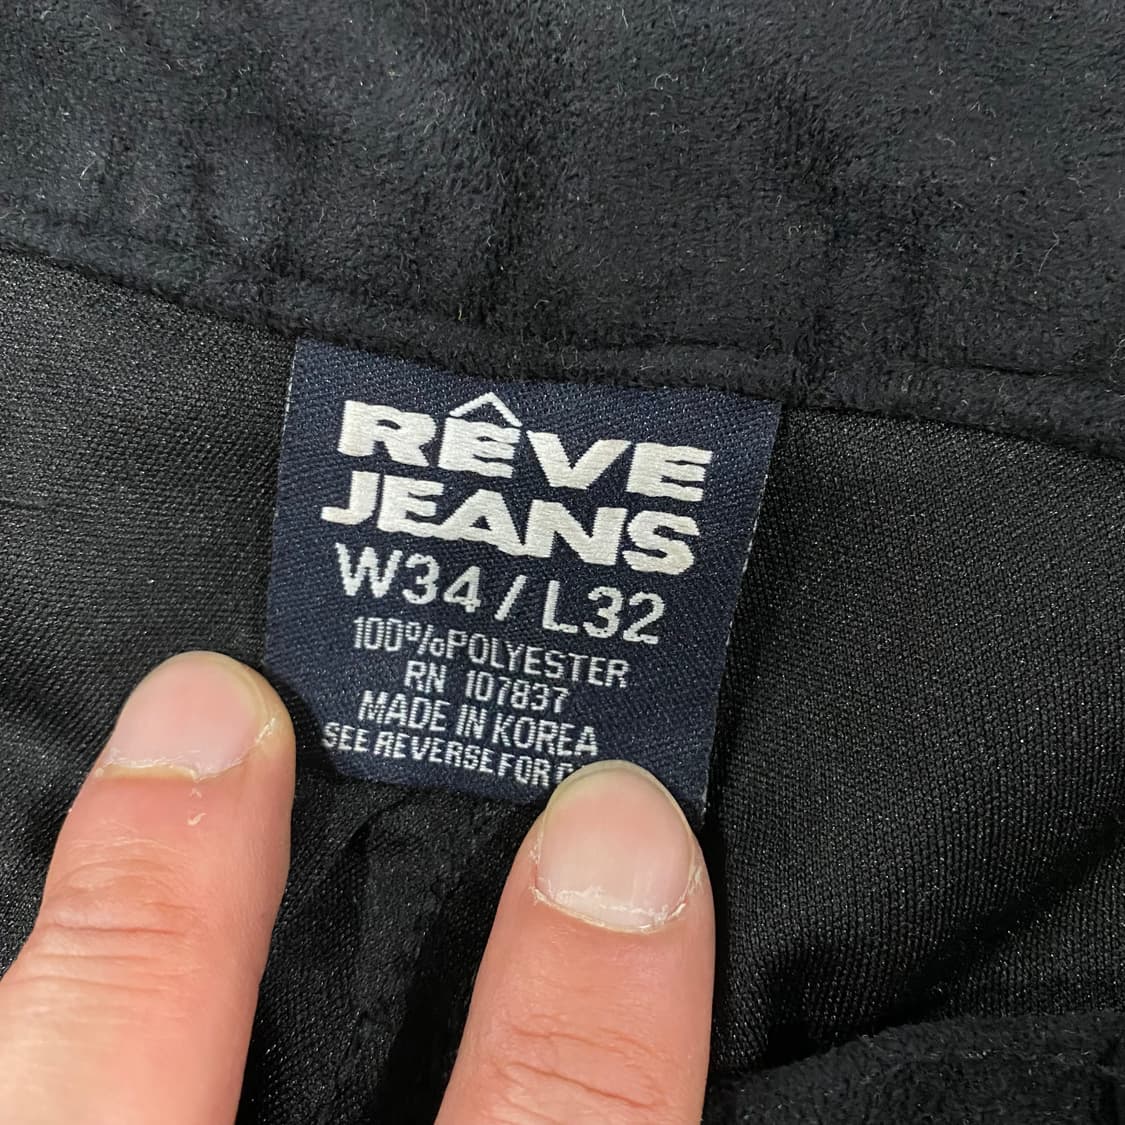 RÊVE
JEANS
W34 / L32
100%POLYESTER
RN 107837
MADE IN KOREA
SEE REVERSE FOR